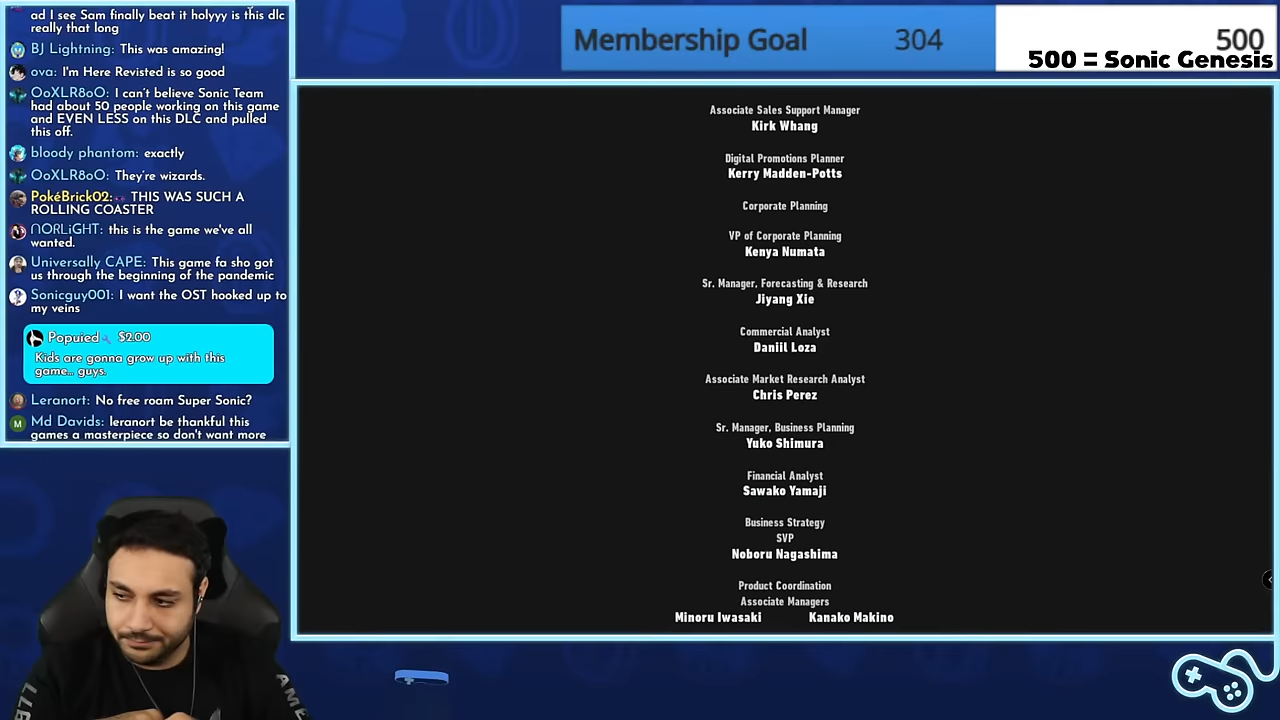 ad I see Sam finally beat it holyyy is this dlc
really that long
BJ Lightning: This was amazing!
ova: I'm Here Revisted is so good
OoXLR8oO: I can't believe Sonic Team
had about 50 people working on this game
and EVEN LESS on this DLC and pulled
this off.
bloody phantom: exactly
OoXLR8oO: They're wizards.
PokéBrick02: THIS WAS SUCH A
ROLLING COASTER
NORLiGHT: this is the game we've all
wanted.
Universally CAPE: This game fa sho got
us through the beginning of the pandemic
Sonicguy001: I want the OST hooked up to
my veins
Popuied $2.00
Kids are gonna grow up with this
game... guys.
Leranort: No free roam Super Sonic?
M Md Davids: leranort be thankful this
games a masterpiece so don't want more
Membership Goal 304 500
500 = Sonic Genesis
Associate Sales Support Manager
Kirk Whang
Digital Promotions Planner
Kerry Madden-Potts
Corporate Planning
VP of Corporate Planning
Kenya Numata
Sr. Manager, Forecasting & Research
Jiyang Xie
Commercial Analyst
Daniil Loza
Associate Market Research Analyst
Chris Perez
Sr. Manager, Business Planning
Yuko Shimura
Financial Analyst
Sawako Yamaji
Business Strategy
SVP
Noboru Nagashima
Product Coordination
Associate Managers
Minoru Iwasaki Kanako Makino